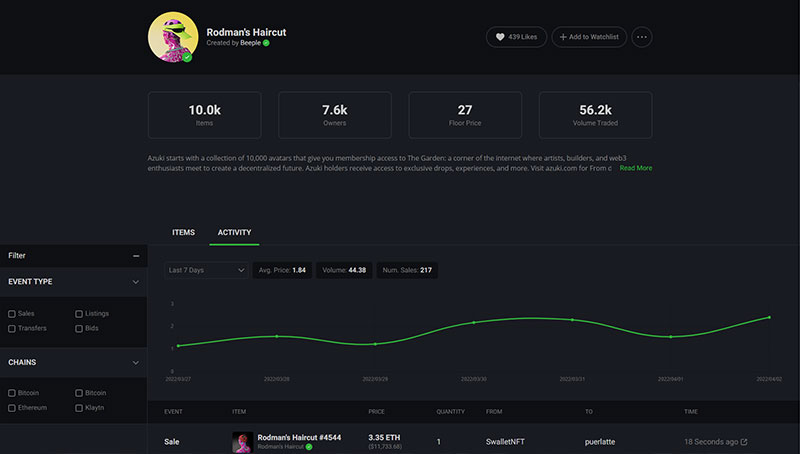 Rodman's Haircut
Created by Beeple
439 Likes
Add to Watchlist
10.0k
Items
7.6k
Owners
27
Floor Price
56.2k
Volume Traded
Azuki starts with a collection of 10,000 avatars that give you membership access to The Garden: a corner of the internet where artists, builders, and web3
enthusiasts meet to create a decentralized future. Azuki holders receive access to exclusive drops, experiences, and more. Visit azuki.com for From c Read More
ITEMS ACTIVITY
Filter
EVENT TYPE
Sales Listings
Transfers Bids
CHAINS
Bitcoin Bitcoin
Ethereum Klaytn
Last 7 Days Avg. Price: 1.84 Volume: 44.38 Num. Sales: 217
3
2
1
0
2022/03/27 2022/03/28 2022/03/29 2022/03/30 2022/03/31 2022/04/01 2022/04/02
EVENT ITEM PRICE QUANTITY FROM TO TIME
Sale Rodman's Haircut #4544 3.35 ETH 1 SwalletNFT puerlatte 18 Seconds ago
Rodman's Haircut ($11,733.68)